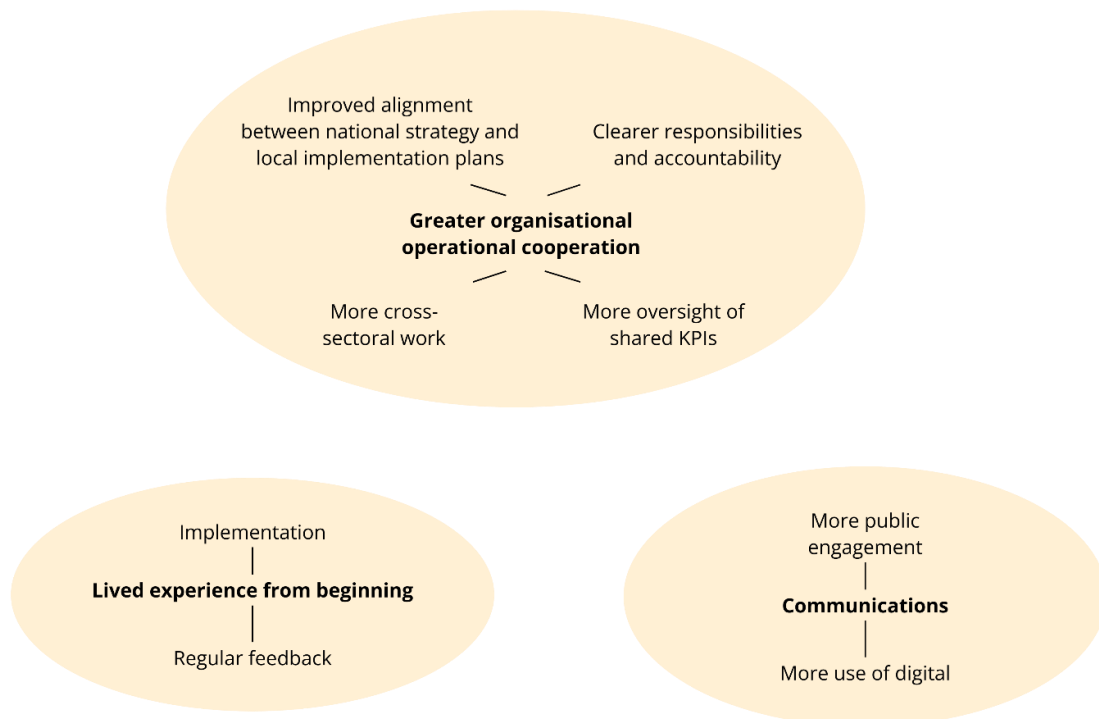 Improved alignment
between national strategy and
local implementation plans
Clearer responsibilities
and accountability
Greater organisational
operational cooperation
More cross-
sectoral work
More oversight of
shared KPIs
Implementation
Lived experience from beginning
Regular feedback
More public
engagement
Communications
More use of digital